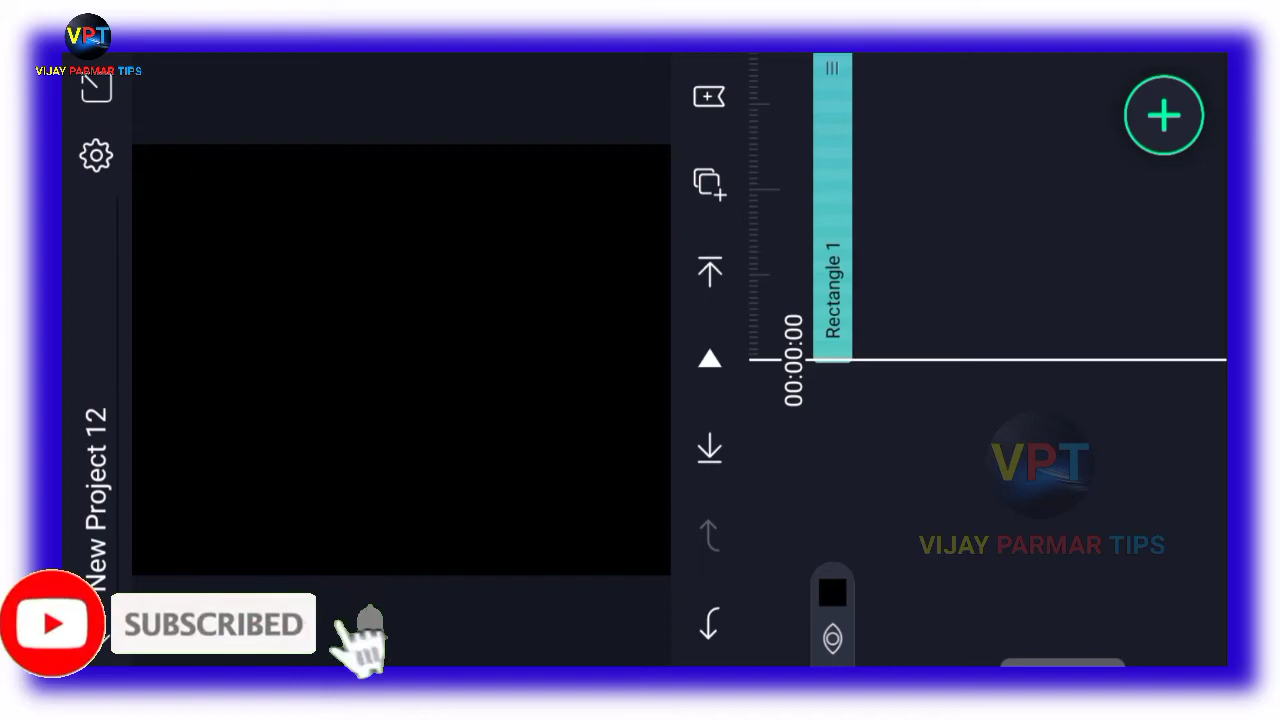 VPT
VIJAY PARMAR TIPS
New Project 12
00:00:00
Rectangle 1
VPT
VIJAY PARMAR TIPS
SUBSCRIBED